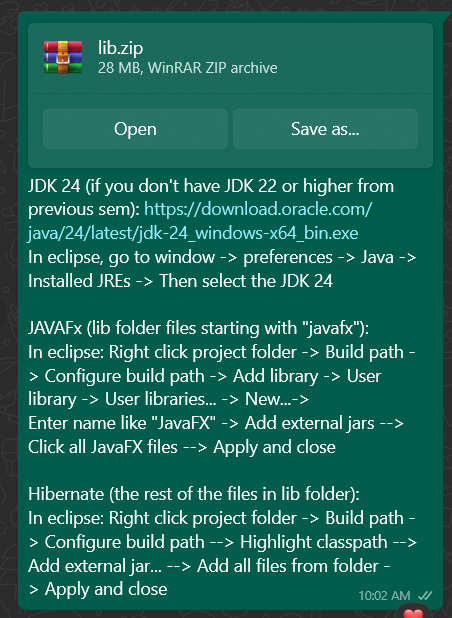 lib.zip
28 MB, WinRAR ZIP archive
Open
Save as...
JDK 24 (if you don't have JDK 22 or higher from
previous sem): https://download.oracle.com/
java/24/latest/jdk-24_windows-x64_bin.exe
In eclipse, go to window -> preferences -> Java ->
Installed JREs -> Then select the JDK 24
JAVAFx (lib folder files starting with "javafx"):
In eclipse: Right click project folder -> Build path -
> Configure build path -> Add library -> User
library -> User libraries... -> New...->
Enter name like "JavaFX" -> Add external jars -->
Click all JavaFX files --> Apply and close
Hibernate (the rest of the files in lib folder):
In eclipse: Right click project folder -> Build path -
> Configure build path --> Highlight classpath -->
Add external jar... --> Add all files from folder -
> Apply and close
10:02 AM